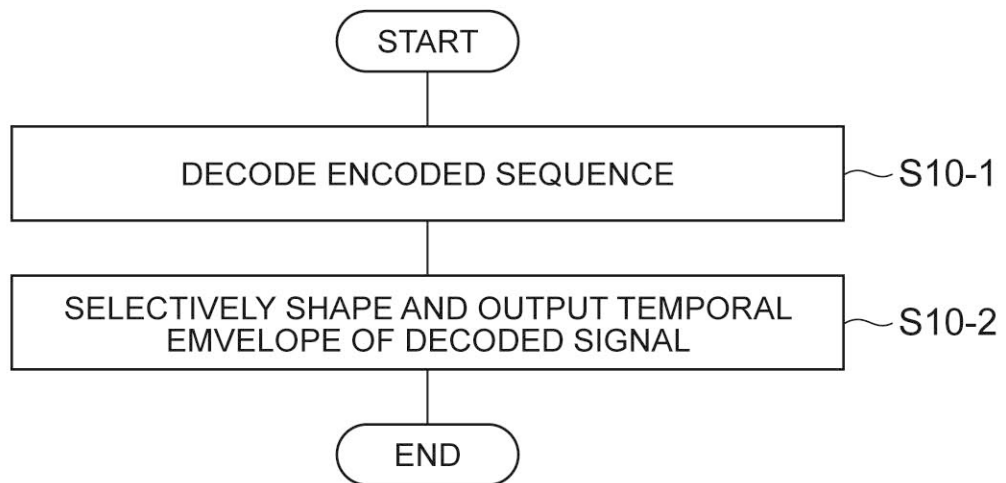 START
DECODE ENCODED SEQUENCE
S10-1
SELECTIVELY SHAPE AND OUTPUT TEMPORAL
EMVELOPE OF DECODED SIGNAL
S10-2
END